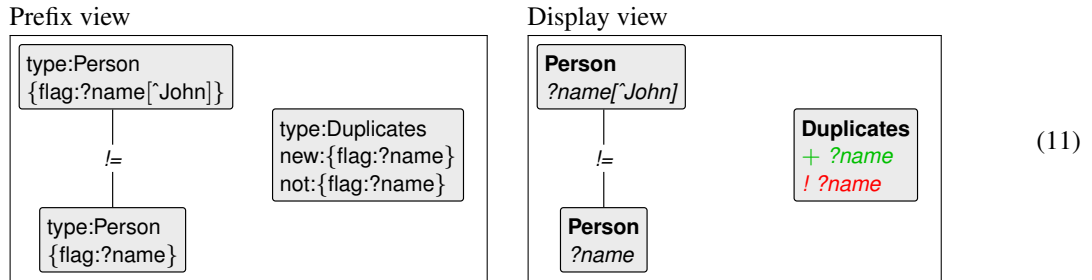 Prefix view
type:Person
{flag:?name[ˆJohn]}
!=
type:Duplicates
new:{flag:?name}
not:{flag:?name}
type:Person
{flag:?name}
Display view
Person
?name[ˆJohn]
!=
Duplicates
+ ?name
! ?name
Person
?name
(11)